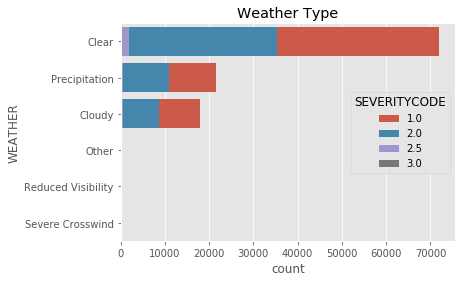 Weather Type
Clear
Precipitation
Cloudy
Other
Reduced Visibility
Severe Crosswind
WEATHER
SEVERITYCODE
1.0
2.0
2.5
3.0
0 10000 20000 30000 40000 50000 60000 70000
count